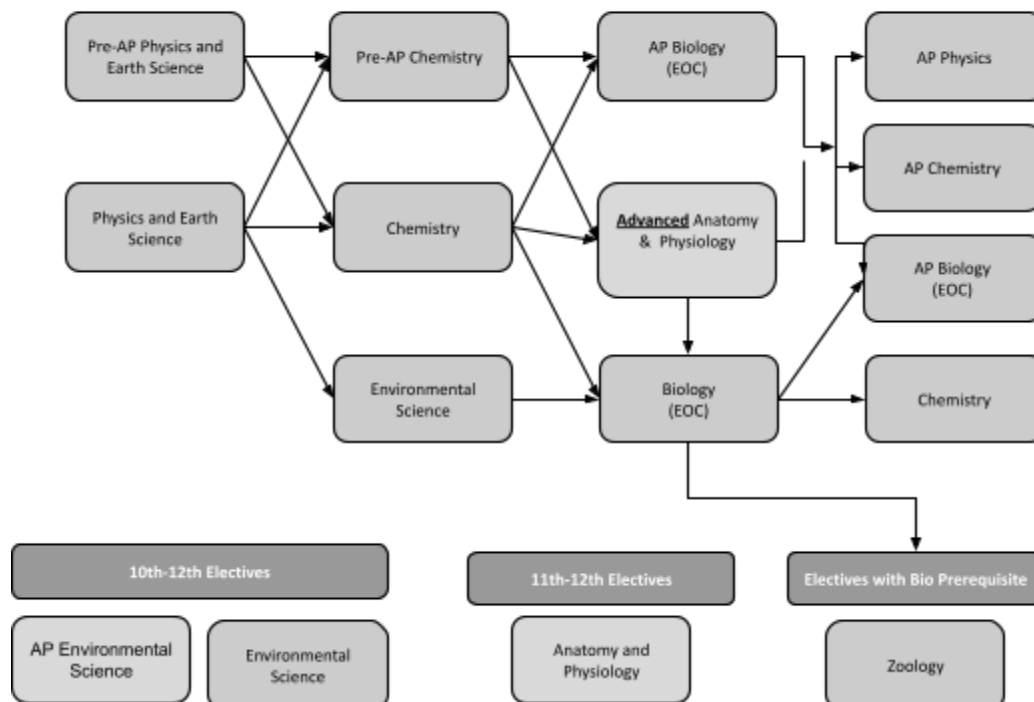 Pre-AP Physics and
Earth Science
Pre-AP Chemistry
AP Biology
(EOC)
AP Physics
AP Chemistry
Physics and Earth
Science
Chemistry
Advanced Anatomy
& Physiology
AP Biology
(EOC)
Environmental
Science
Biology
(EOC)
Chemistry
10th-12th Electives
11th-12th Electives
Electives with Bio Prerequisite
AP Environmental
Science
Environmental
Science
Anatomy and
Physiology
Zoology